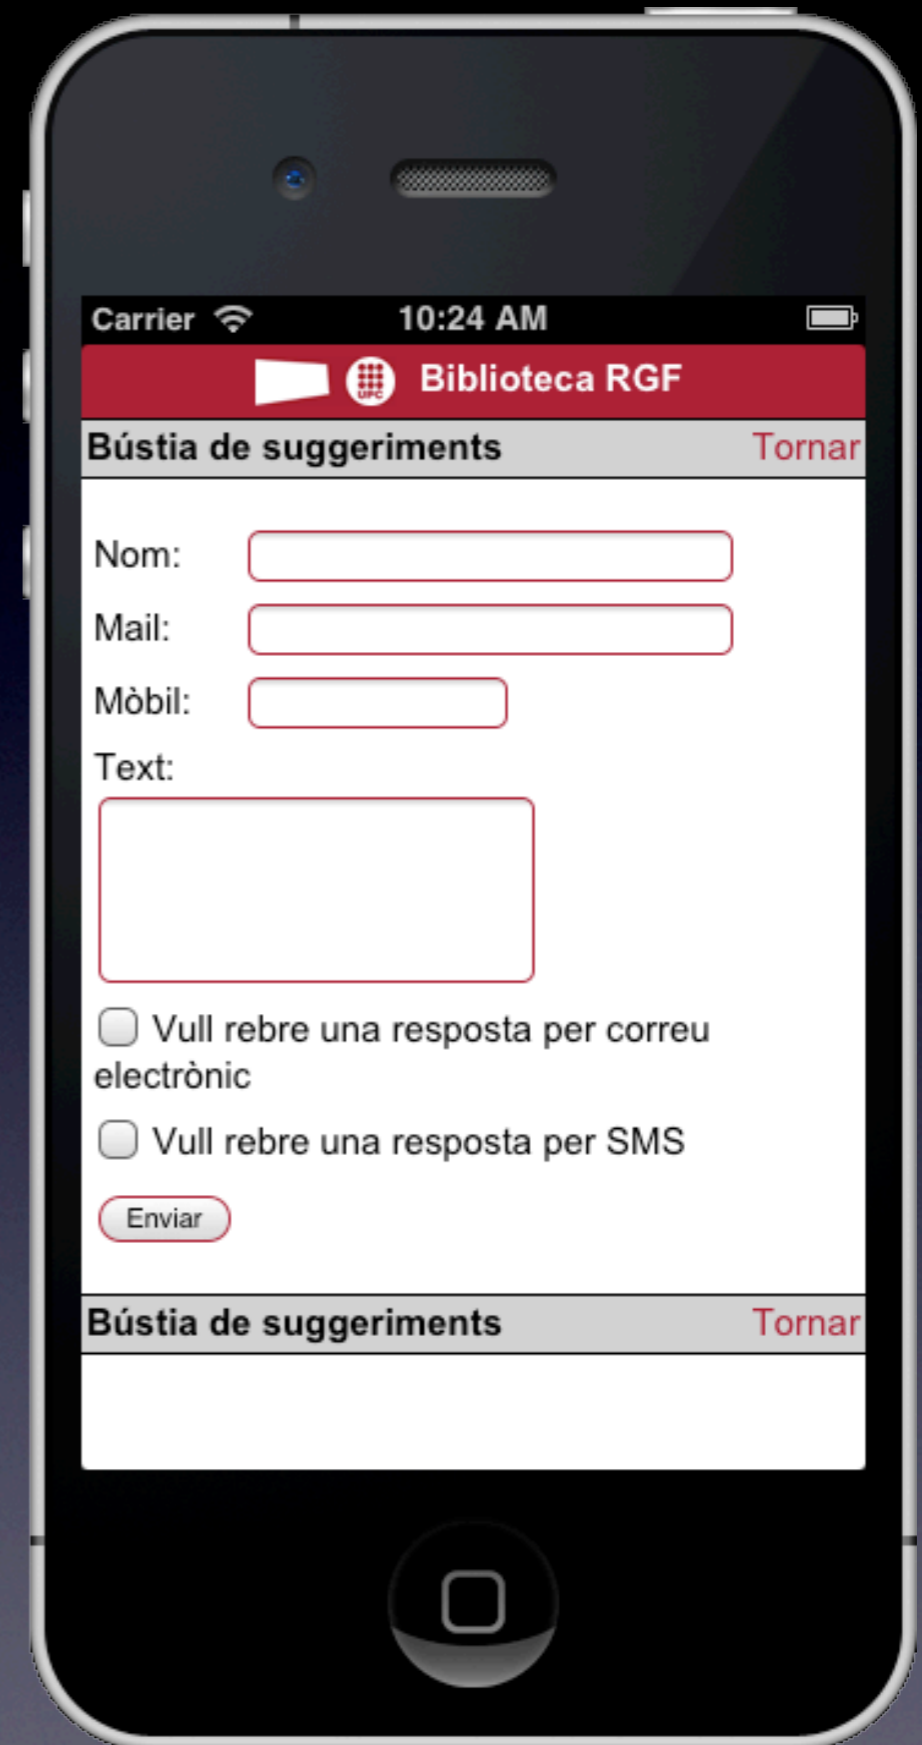 Carrier 10:24 AM
UPC Biblioteca RGF
Bústia de suggeriments Tornar
Nom:
Mail:
Mòbil:
Text:
Vull rebre una resposta per correu
electrònic
Vull rebre una resposta per SMS
Enviar
Bústia de suggeriments Tornar